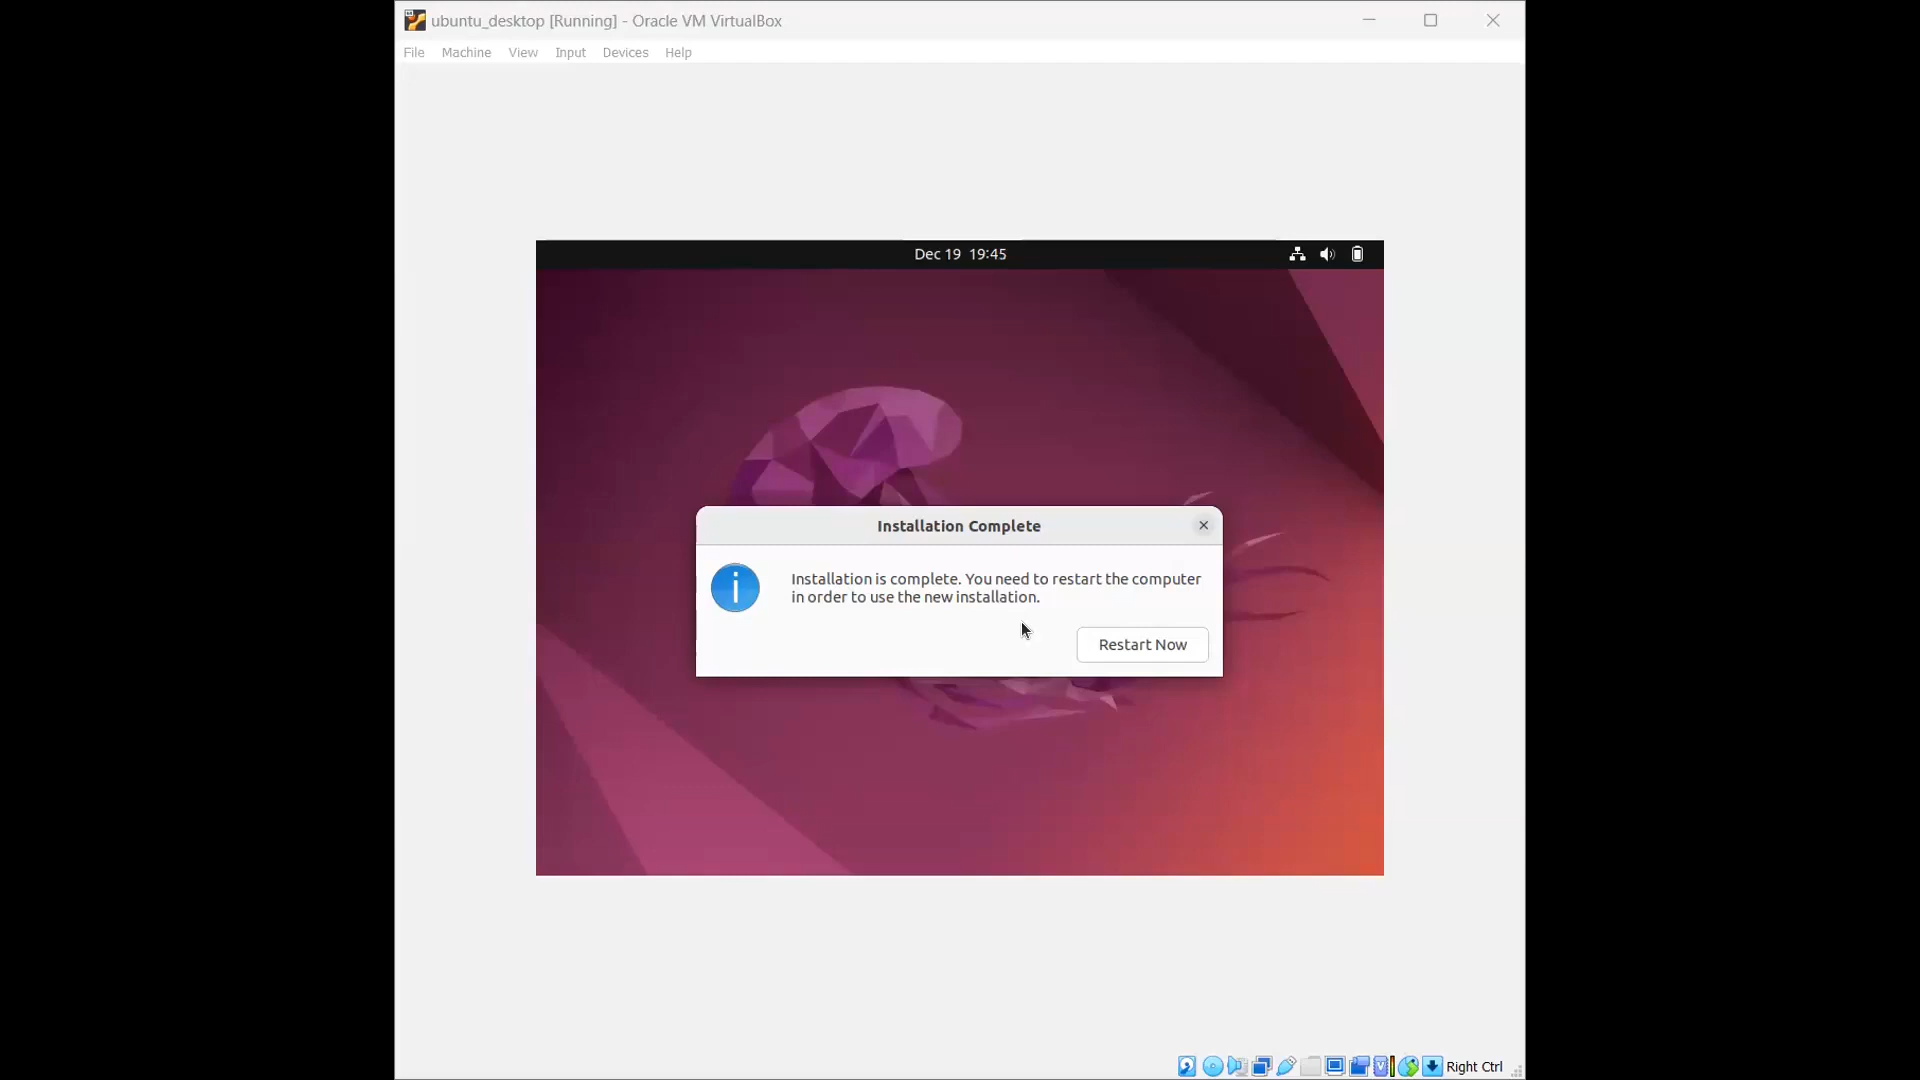 ubuntu_desktop [Running] - Oracle VM VirtualBox
File Machine View Input Devices Help
Dec 19 19:45
Installation Complete
Installation is complete. You need to restart the computer
in order to use the new installation.
Restart Now
Right Ctrl